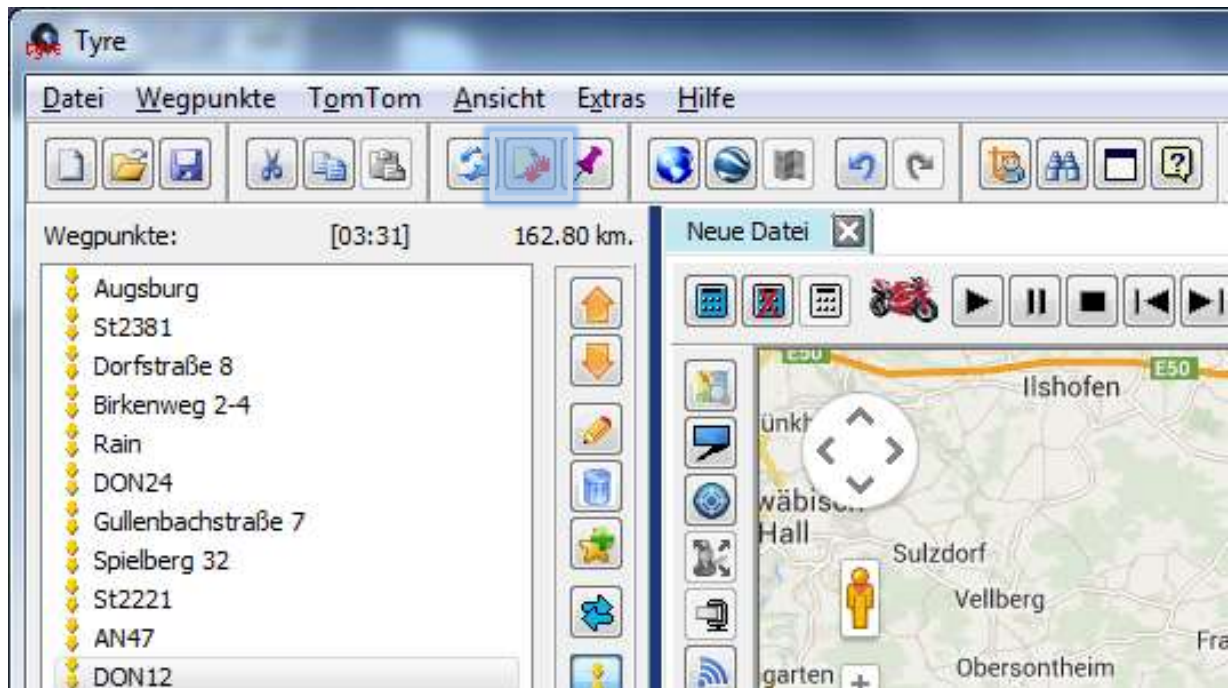 Tyre
Datei Wegpunkte TomTom Ansicht Extras Hilfe
Wegpunkte: [03:31] 162.80 km.
Neue Datei
Augsburg
St2381
Dorfstraße 8
Birkenweg 2-4
Rain
DON24
Gullenbachstraße 7
Spielberg 32
St2221
AN47
DON12
E50
E50
Ilshofen
Hall
Sulzdorf
Vellberg
Fra
Obersontheim
garten